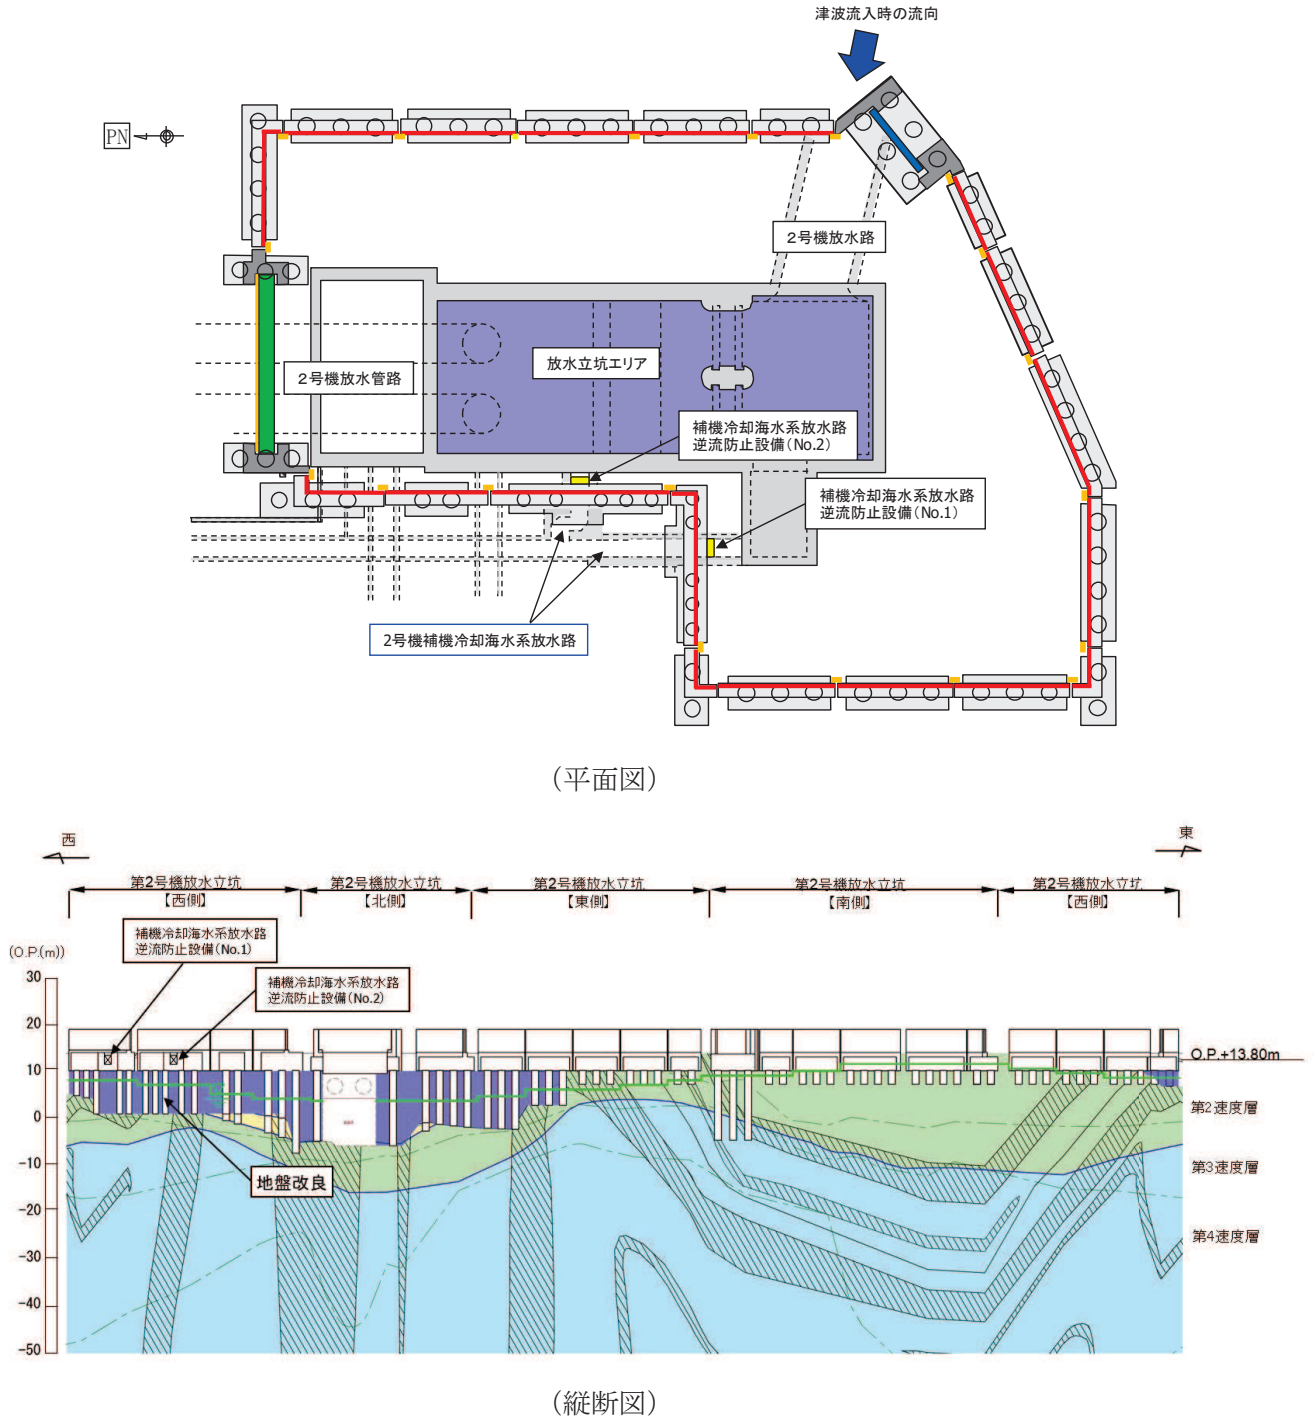 津波流入時の流向
PN
2号機放水路
放水立坑エリア
2号機放水管路
補機冷却海水系放水路
逆流防止設備(No.2)
補機冷却海水系放水路
逆流防止設備(No.1)
2号機補機冷却海水系放水路
(平面図)
西
東
第2号機放水立坑
【西側】
第2号機放水立坑
【北側】
第2号機放水立坑
【東側】
第2号機放水立坑
【南側】
第2号機放水立坑
【西側】
補機冷却海水系放水路
逆流防止設備(No.1)
(O.P.(m))
補機冷却海水系放水路
逆流防止設備(No.2)
30
20
O.P.+13.80m
10
0
第2速度層
-10
第3速度層
地盤改良
-20
第4速度層
-30
-40
-50
(縦断図)